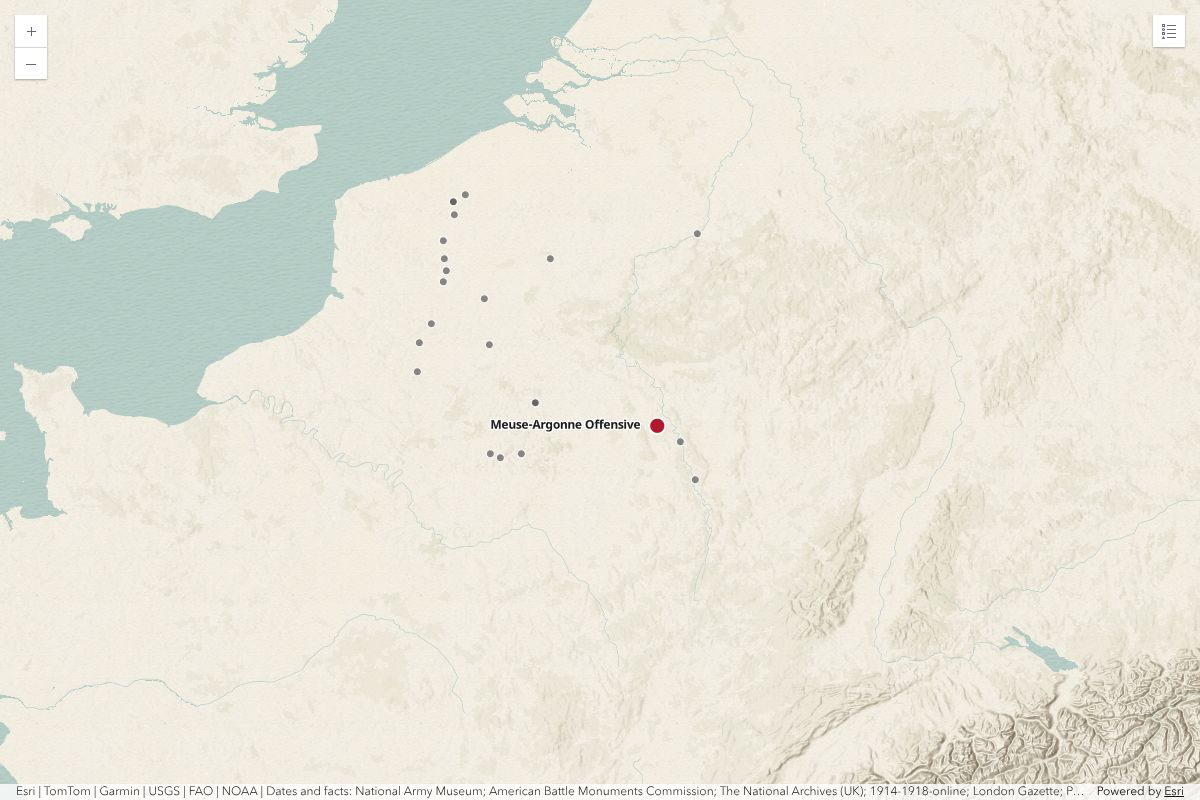 +
−
Meuse-Argonne Offensive
Esri | TomTom | Garmin | USGS | FAO | NOAA | Dates and facts: National Army Museum; American Battle Monuments Commission; The National Archives (UK); 1914-1918-online; London Gazette; P... Powered by Esri